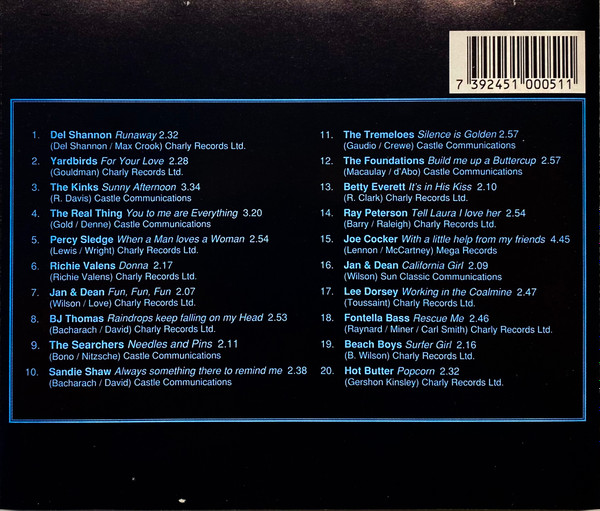 7 392451 000511
1. Del Shannon Runaway 2.32
(Del Shannon / Max Crook) Charly Records Ltd.
2. Yardbirds For Your Love 2.28
(Gouldman) Charly Records Ltd.
3. The Kinks Sunny Afternoon 3.34
(R. Davis) Castle Communications
4. The Real Thing You to me are Everything 3.20
(Gold / Denne) Castle Communications
5. Percy Sledge When a Man loves a Woman 2.54
(Lewis / Wright) Charly Records Ltd.
6. Richie Valens Donna 2.17
(Richie Valens) Charly Records Ltd.
7. Jan & Dean Fun, Fun, Fun 2.07
(Wilson / Love) Charly Records Ltd.
8. BJ Thomas Raindrops keep falling on my Head 2.53
(Bacharach / David) Charly Records Ltd.
9. The Searchers Needles and Pins 2.11
(Bono / Nitzsche) Castle Communications
10. Sandie Shaw Always something there to remind me 2.38
(Bacharach / David) Castle Communications
11. The Tremeloes Silence is Golden 2.57
(Gaudio / Crewe) Castle Communications
12. The Foundations Build me up a Buttercup 2.57
(Macaulay / d'Abo) Castle Communications
13. Betty Everett It's in His Kiss 2.10
(R. Clark) Charly Records Ltd.
14. Ray Peterson Tell Laura I love her 2.54
(Barry / Raleigh) Charly Records Ltd.
15. Joe Cocker With a little help from my friends 4.45
(Lennon / McCartney) Mega Records
16. Jan & Dean California Girl 2.09
(Wilson) Sun Classic Communications
17. Lee Dorsey Working in the Coalmine 2.47
(Toussaint) Charly Records Ltd.
18. Fontella Bass Rescue Me 2.46
(Raynard / Miner / Carl Smith) Charly Records Ltd.
19. Beach Boys Surfer Girl 2.16
(B. Wilson) Charly Records Ltd.
20. Hot Butter Popcorn 2.32
(Gershon Kinsley) Charly Records Ltd.